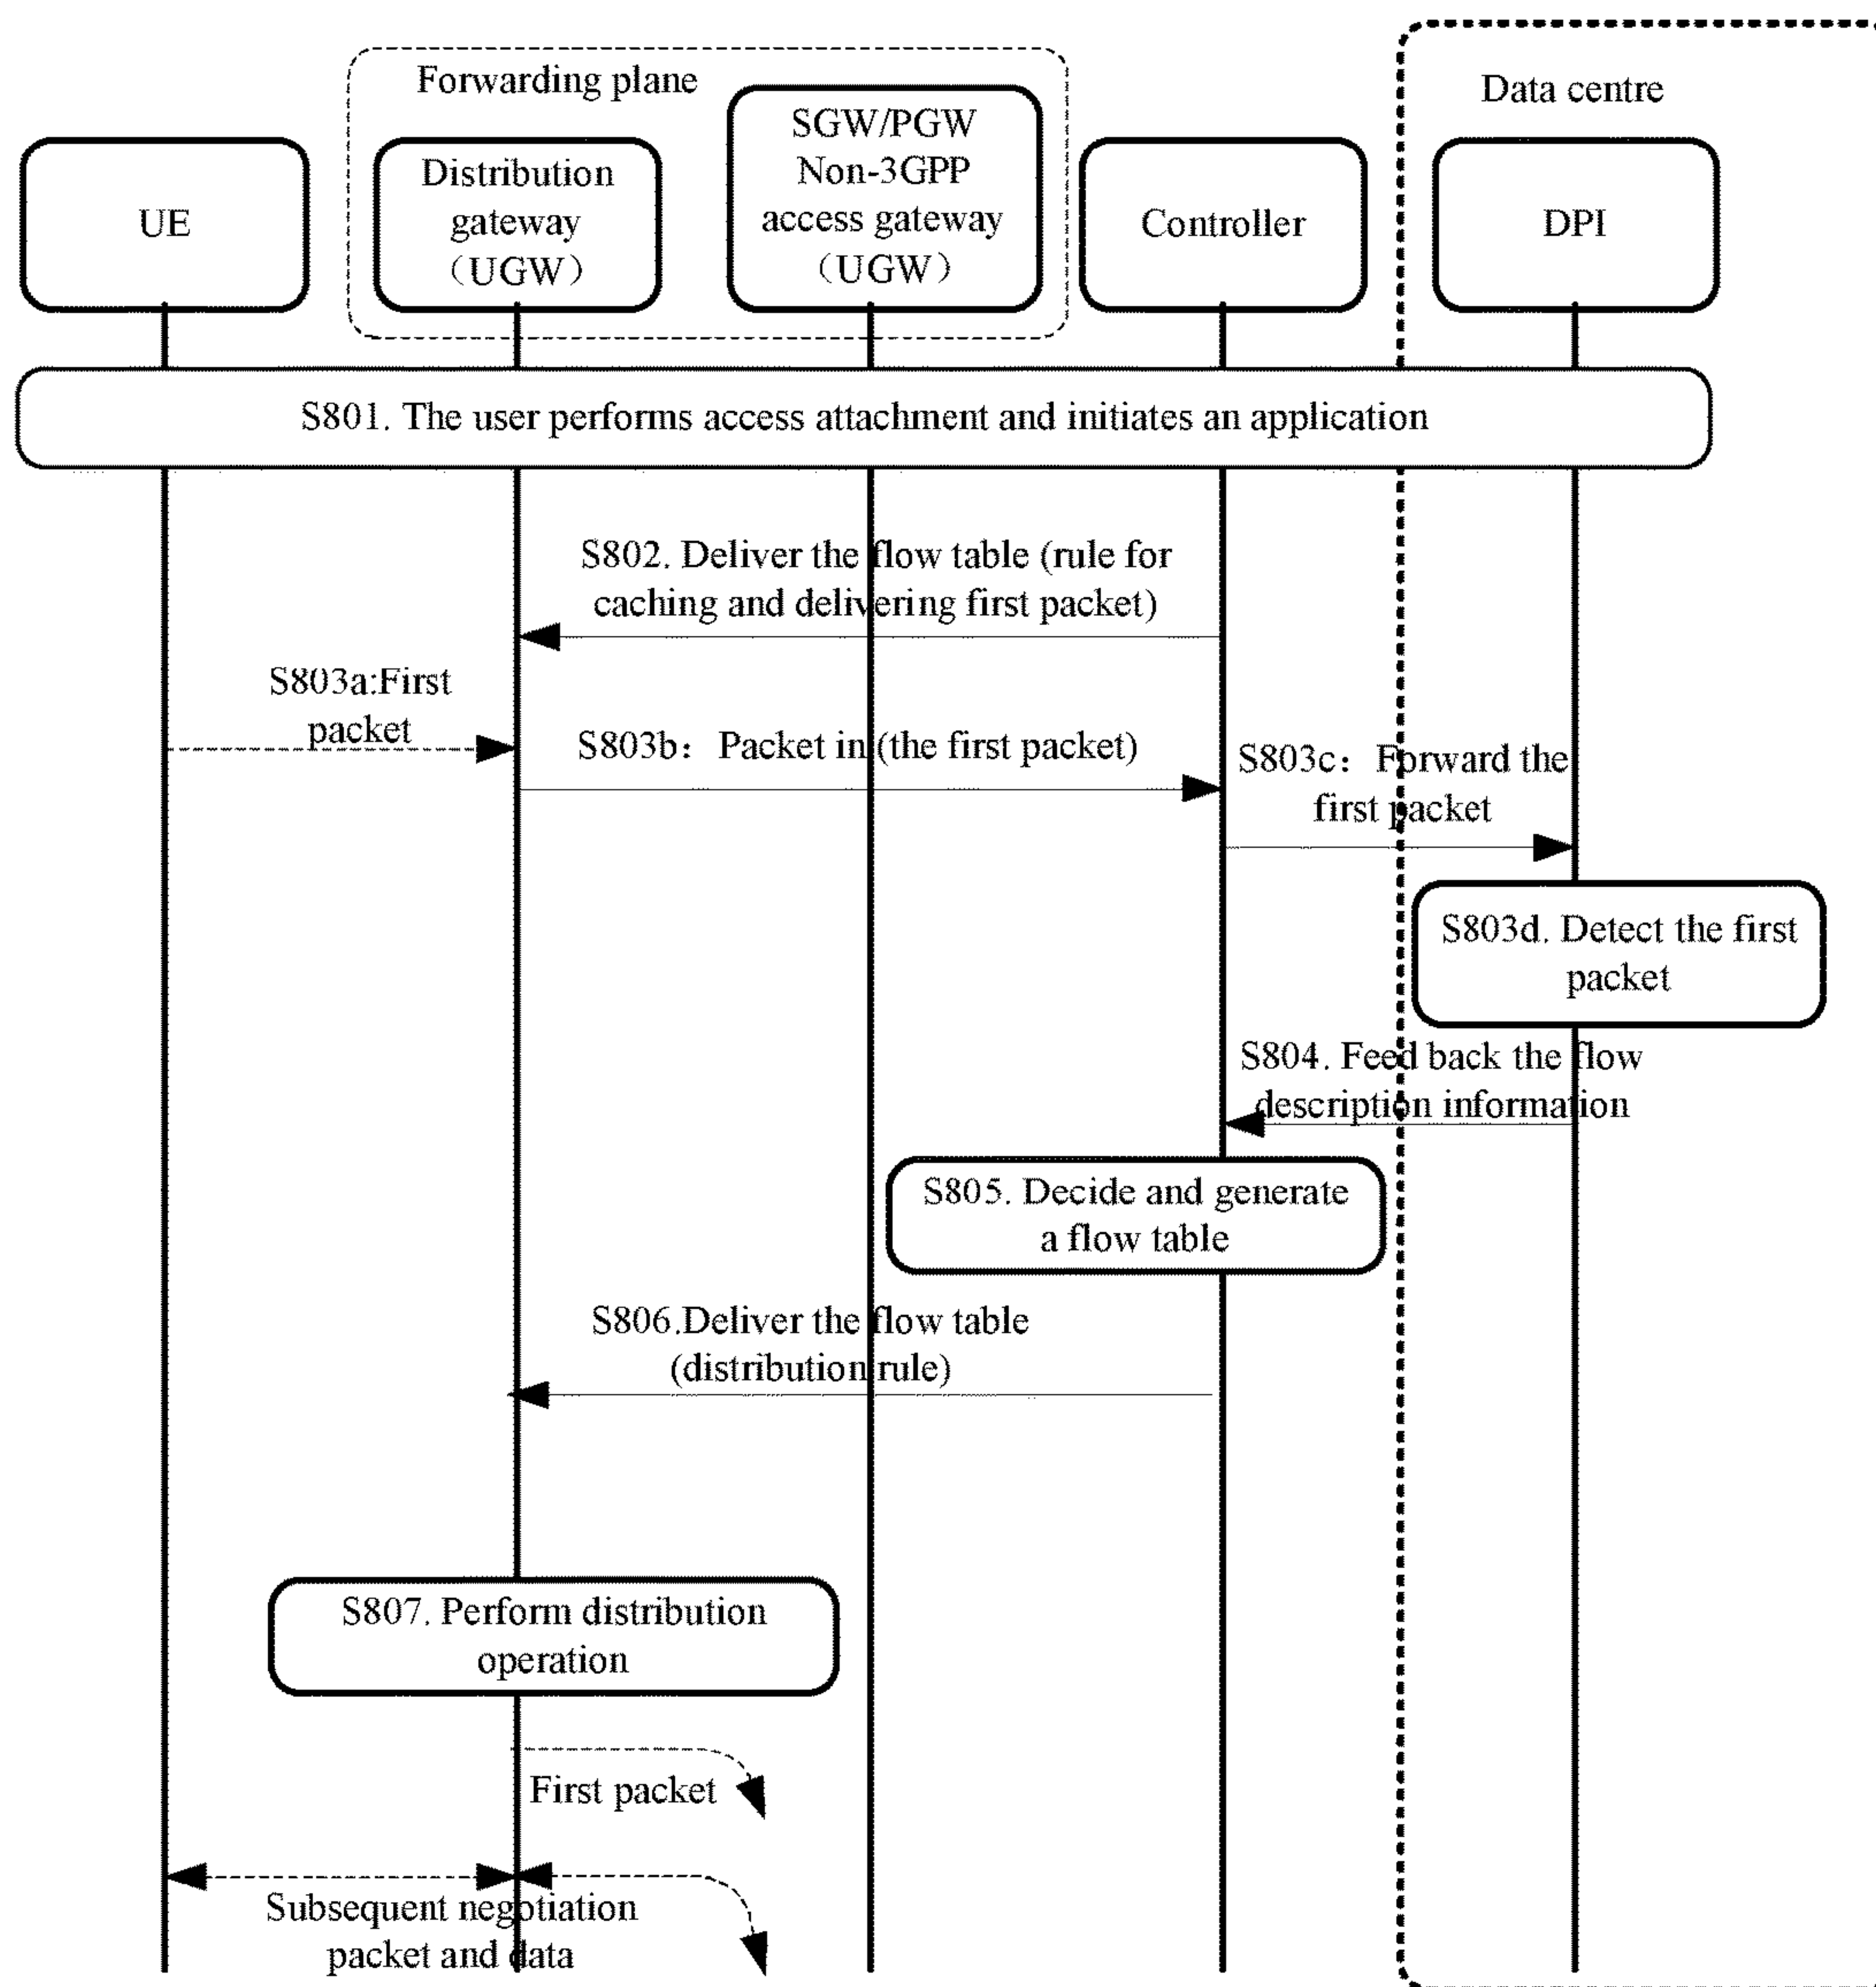 Forwarding plane
Data centre
UE
Distribution
gateway
（UGW）
SGW/PGW
Non-3GPP
access gateway
（UGW）
Controller
DPI
S801. The user performs access attachment and initiates an application
S802. Deliver the flow table (rule for
caching and delivering first packet)
S803a:First
packet
S803b：Packet in (the first packet)
S803c：Forward the
first packet
S803d. Detect the first
packet
S804. Feed back the flow
description information
S805. Decide and generate
a flow table
S806.Deliver the flow table
(distribution rule)
S807. Perform distribution
operation
First packet
Subsequent negotiation
packet and data